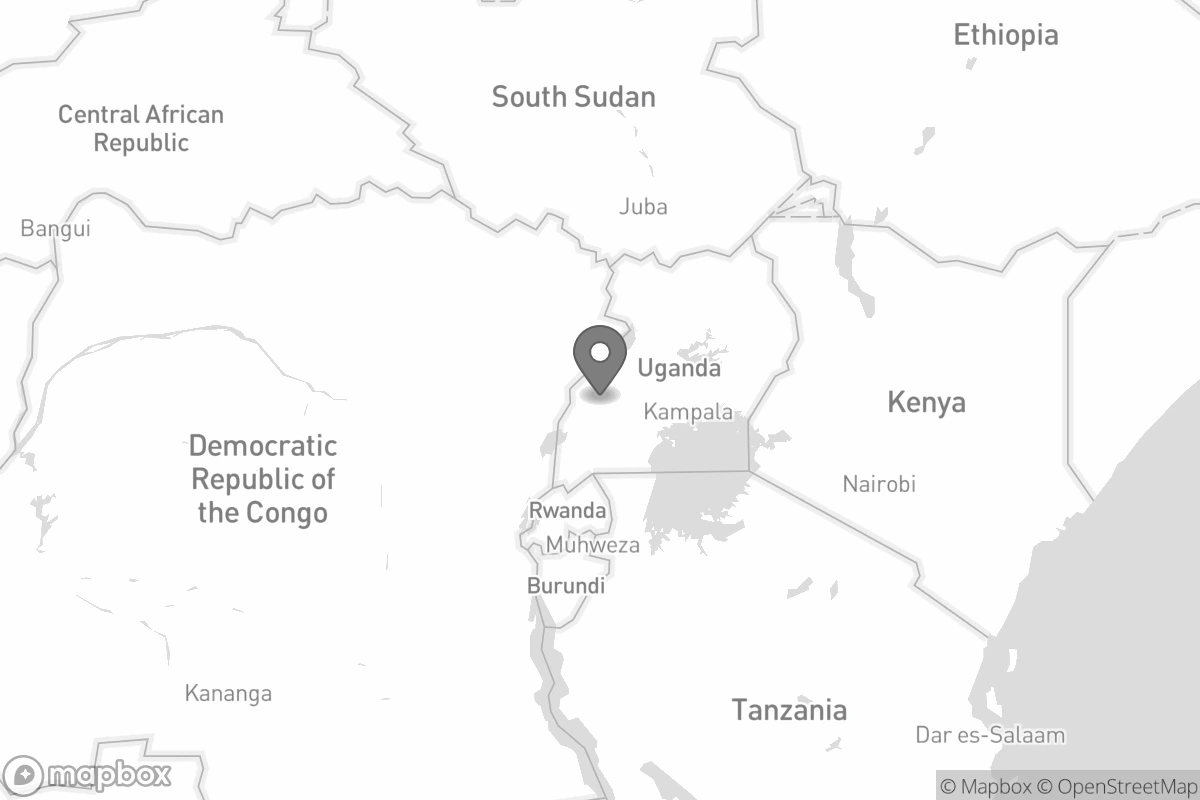 Ethiopia
South Sudan
Central African
Republic
Juba
Bangui
Uganda
Kenya
Kampala
Democratic
Republic of
the Congo
Nairobi
Rwanda
Muhweza
Burundi
Kananga
Tanzania
Dar es-Salaam
mapbox
© Mapbox © OpenStreetMap